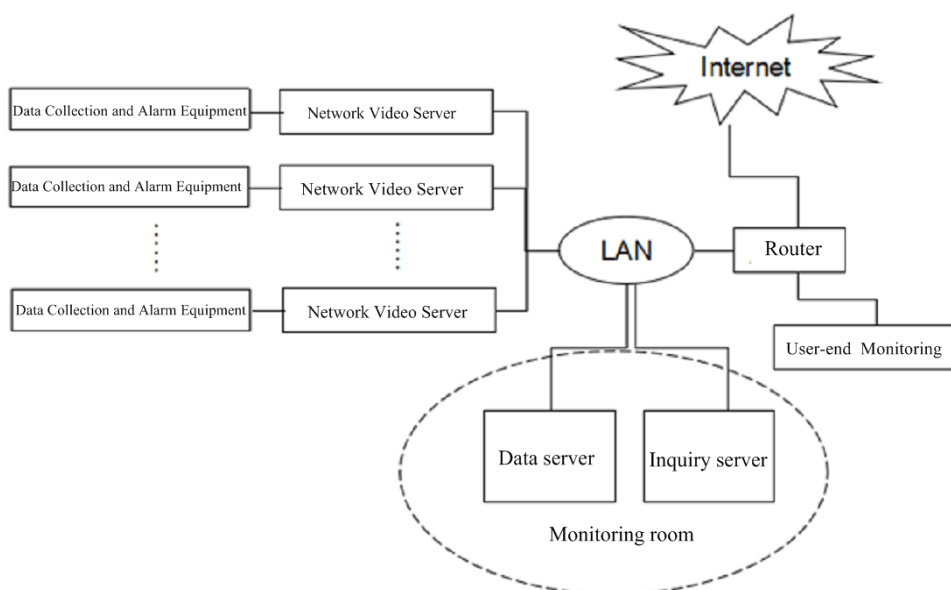 Internet
Data Collection and Alarm Equipment
Network Video Server
Data Collection and Alarm Equipment
Network Video Server
LAN
Router
Data Collection and Alarm Equipment
Network Video Server
User-end Monitoring
Data server
Inquiry server
Monitoring room